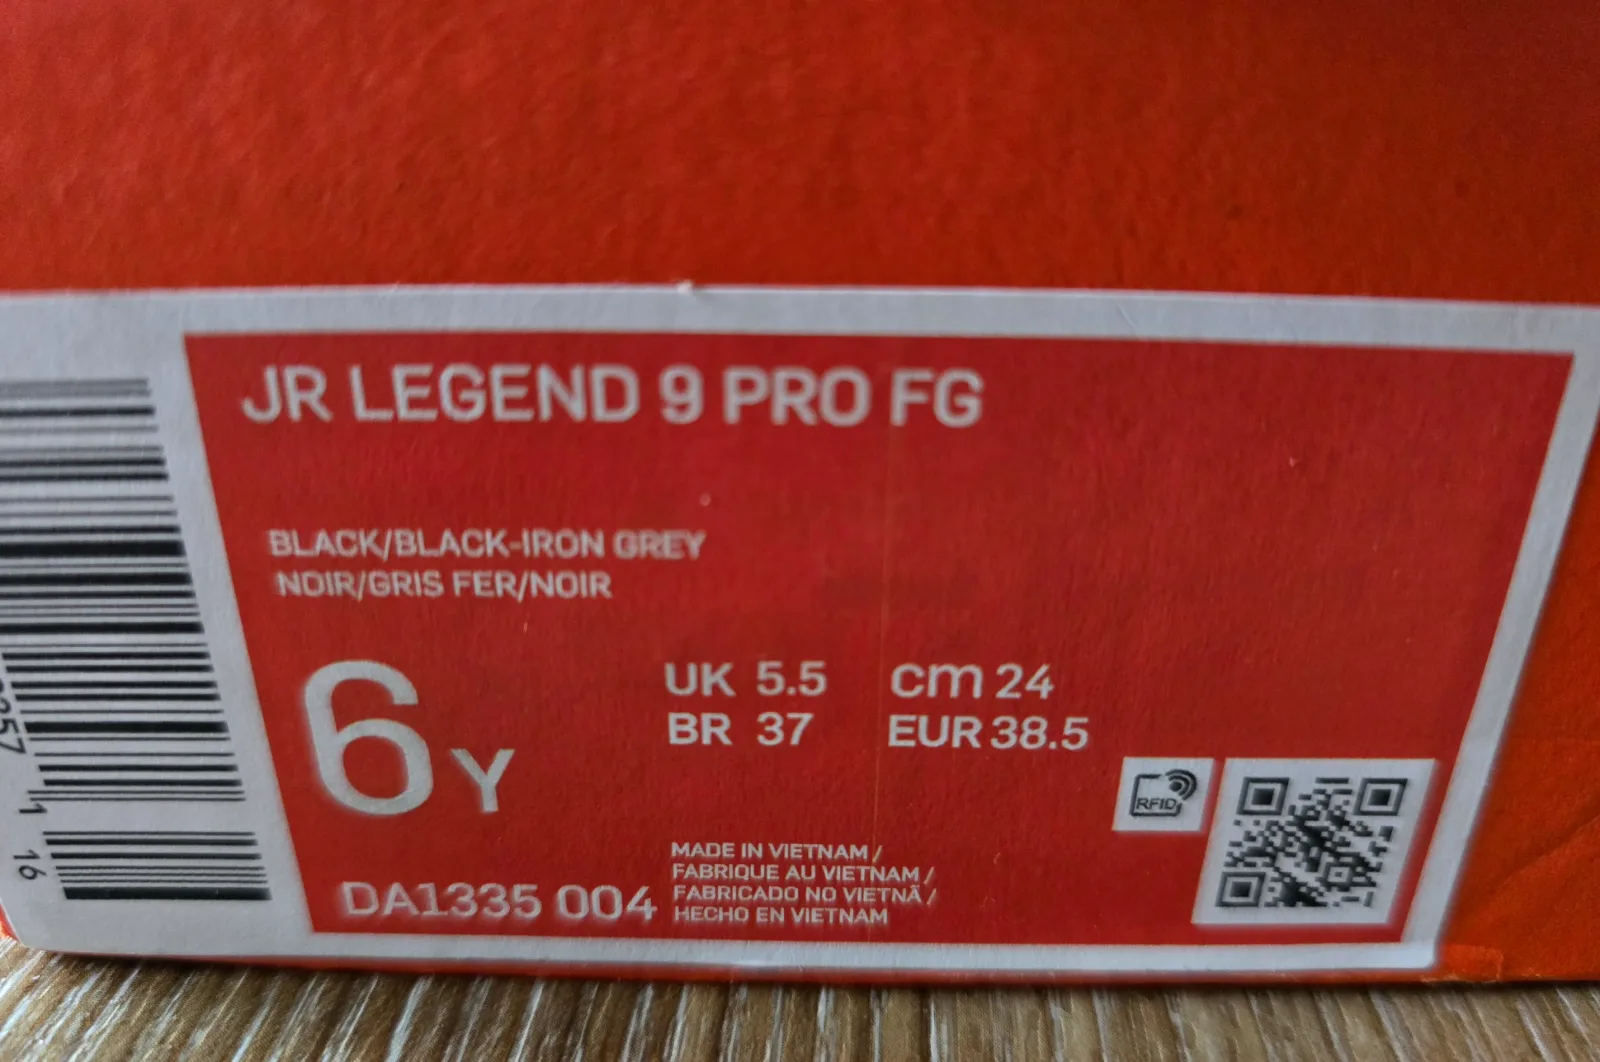 JR LEGEND 9 PRO FG
BLACK/BLACK-IRON GREY
NOIR/GRIS FER/NOIR
6Y
UK 5.5 cm 24
BR 37 EUR 38.5
RFID
MADE IN VIETNAM /
FABRIQUE AU VIETNAM /
FABRICADO NO VIETNÃ /
HECHO EN VIETNAM
DA1335 004
1
16